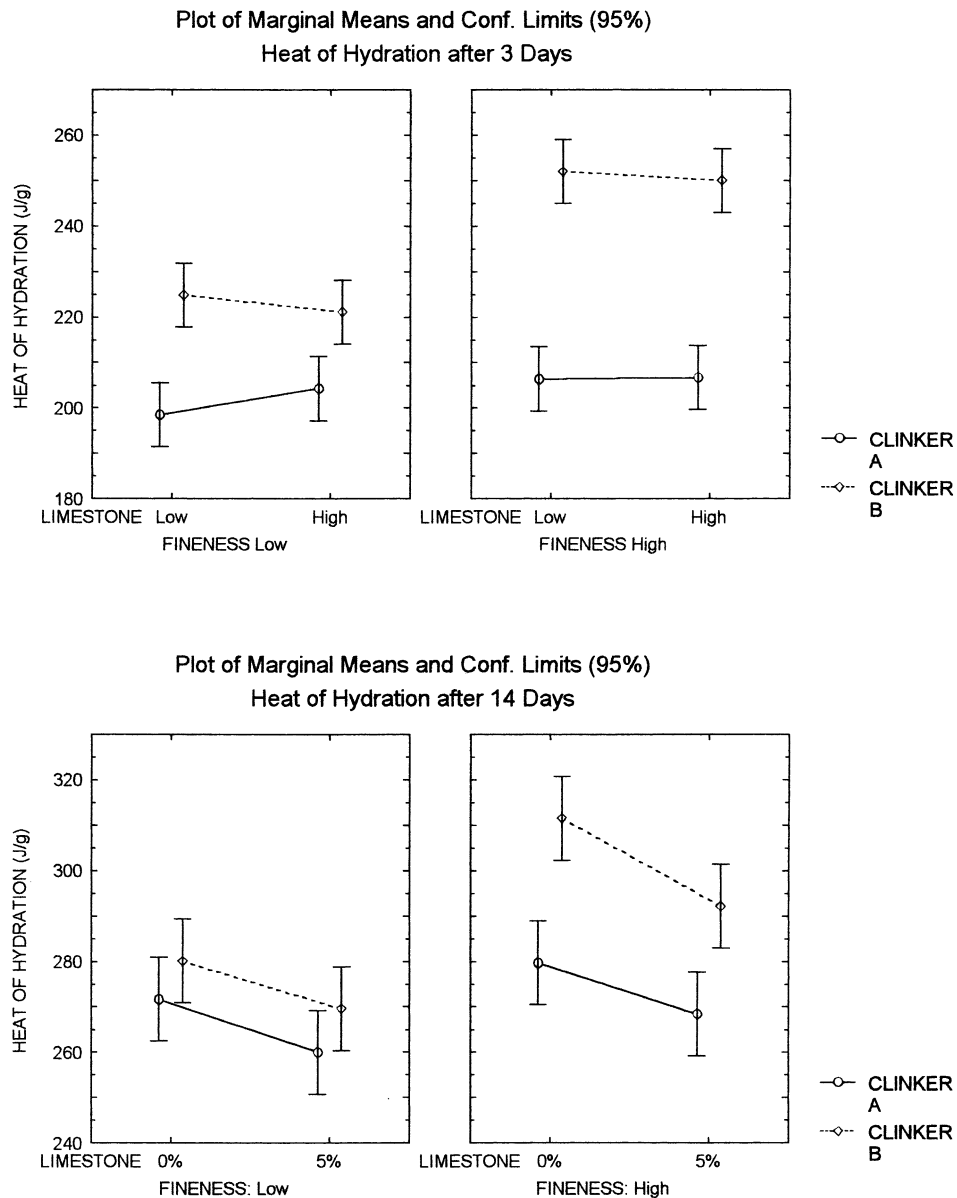 Plot of Marginal Means and Conf. Limits (95%)
Heat of Hydration after 3 Days
HEAT OF HYDRATION (J/g)
260
240
220
200
180
LIMESTONE Low High
FINENESS Low
LIMESTONE Low High
FINENESS High
CLINKER
A
CLINKER
B
Plot of Marginal Means and Conf. Limits (95%)
Heat of Hydration after 14 Days
HEAT OF HYDRATION (J/g)
320
300
280
260
240
LIMESTONE 0% 5%
FINENESS: Low
LIMESTONE 0% 5%
FINENESS: High
CLINKER
A
CLINKER
B